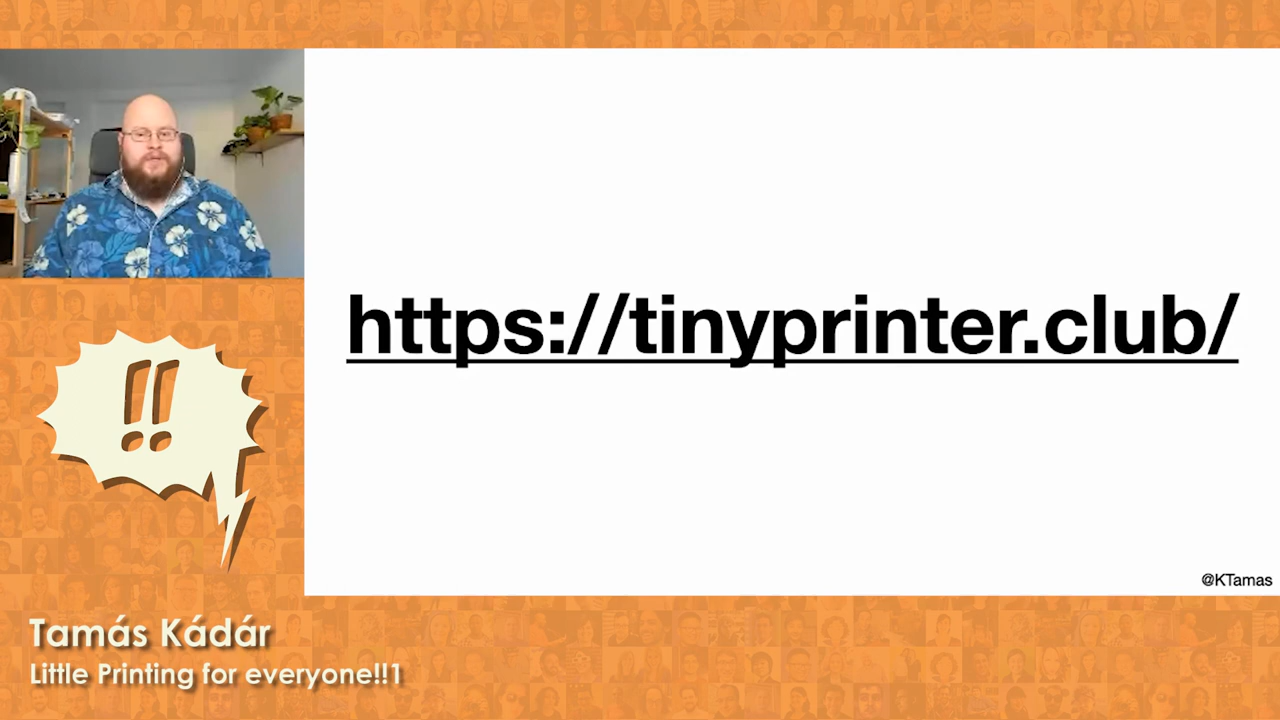 https://tinyprinter.club/
!!
@KTamas
Tamás Kádár
Little Printing for everyone!!1